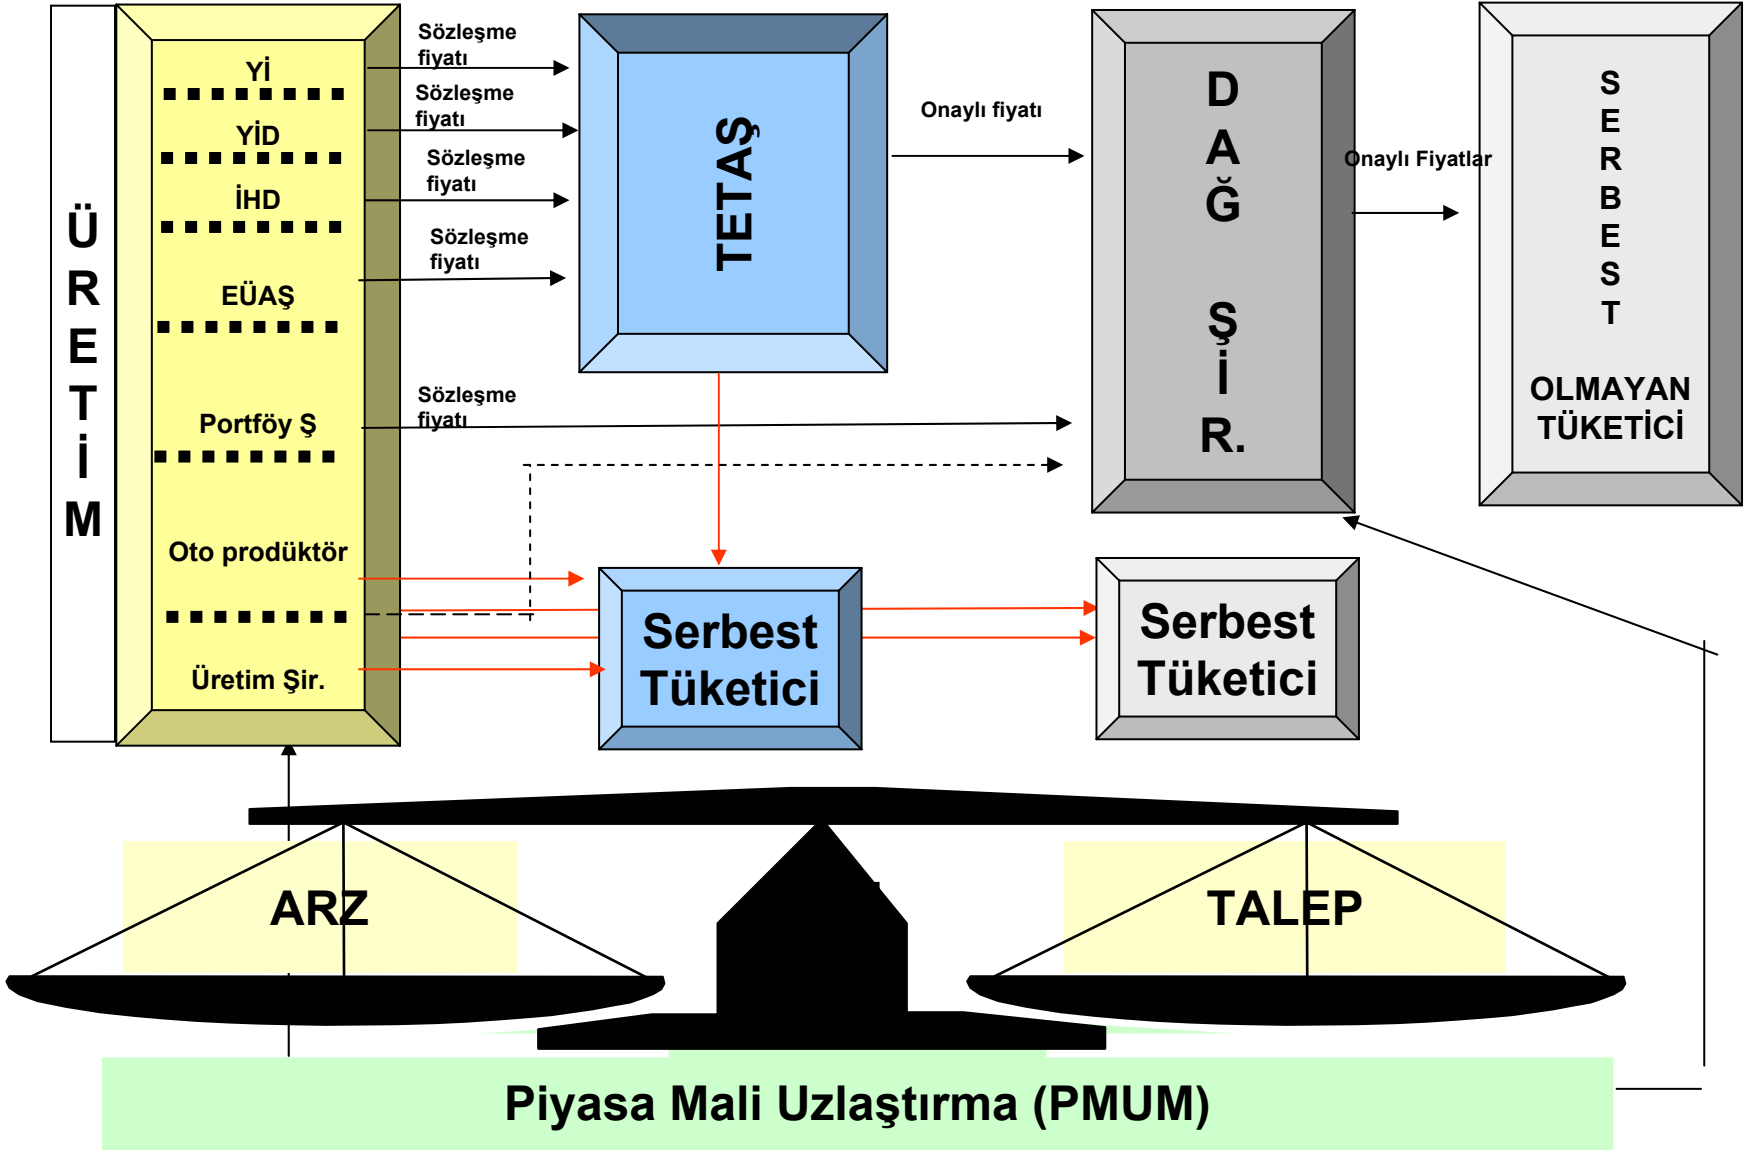 ÜRETİM
Yİ
YİD
İHD
EÜAŞ
Portföy Ş
Oto prodüktör
Üretim Şir.
Sözleşme
fiyatı
Sözleşme
fiyatı
Sözleşme
fiyatı
Sözleşme
fiyatı
Sözleşme
fiyatı
TETAŞ
Onaylı fiyatı
DAĞ
ŞİR.
Onaylı Fiyatlar
SERBEST
OLMAYAN
TÜKETİCİ
Serbest
Tüketici
Serbest
Tüketici
ARZ
TALEP
Piyasa Mali Uzlaştırma (PMUM)